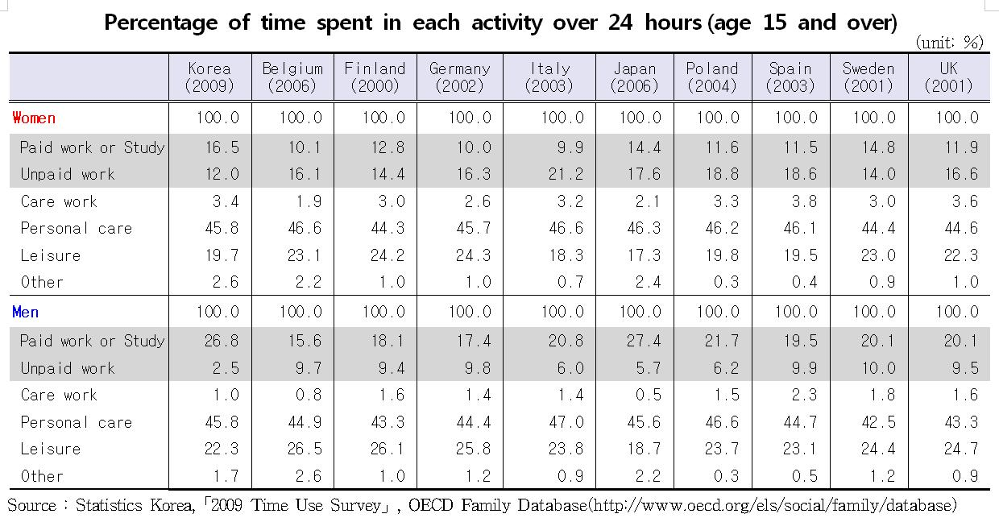 Percentage of time spent in each activity over 24 hours (age 15 and over)
(unit: %)
Korea (2009) Belgium (2006) Finland (2000) Germany (2002) Italy (2003) Japan (2006) Poland (2004) Spain (2003) Sweden (2001) UK (2001)
Women 100.0 100.0 100.0 100.0 100.0 100.0 100.0 100.0 100.0 100.0
Paid work or Study 16.5 10.1 12.8 10.0 9.9 14.4 11.6 11.5 14.8 11.9
Unpaid work 12.0 16.1 14.4 16.3 21.2 17.6 18.8 18.6 14.0 16.6
Care work 3.4 1.9 3.0 2.6 3.2 2.1 3.3 3.8 3.0 3.6
Personal care 45.8 46.6 44.3 45.7 46.6 46.3 46.2 46.1 44.4 44.6
Leisure 19.7 23.1 24.2 24.3 18.3 17.3 19.8 19.5 23.0 22.3
Other 2.6 2.2 1.0 1.0 0.7 2.4 0.3 0.4 0.9 1.0
Men 100.0 100.0 100.0 100.0 100.0 100.0 100.0 100.0 100.0 100.0
Paid work or Study 26.8 15.6 18.1 17.4 20.8 27.4 21.7 19.5 20.1 20.1
Unpaid work 2.5 9.7 9.4 9.8 6.0 5.7 6.2 9.9 10.0 9.5
Care work 1.0 0.8 1.6 1.4 1.4 0.5 1.5 2.3 1.8 1.6
Personal care 45.8 44.9 43.3 44.4 47.0 45.6 46.6 44.7 42.5 43.3
Leisure 22.3 26.5 26.1 25.8 23.8 18.7 23.7 23.1 24.4 24.7
Other 1.7 2.6 1.0 1.2 0.9 2.2 0.3 0.5 1.2 0.9
Source : Statistics Korea, 「2009 Time Use Survey」, OECD Family Database(http://www.oecd.org/els/social/family/database)